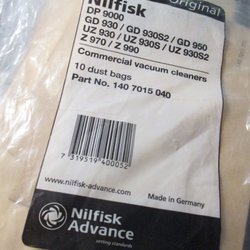 Original
Nilfisk
DP 9000
GD 930 / GD 930S2 / GD 950
UZ 930 / UZ 930S / UZ 930S2
Z 970 / Z 990
Commercial vacuum cleaners
10 dust bags
Part No. 140 7015 040
7 319519 400052
www.nilfisk-advance.com
Made in Italy
Nilfisk
Advance
setting standards